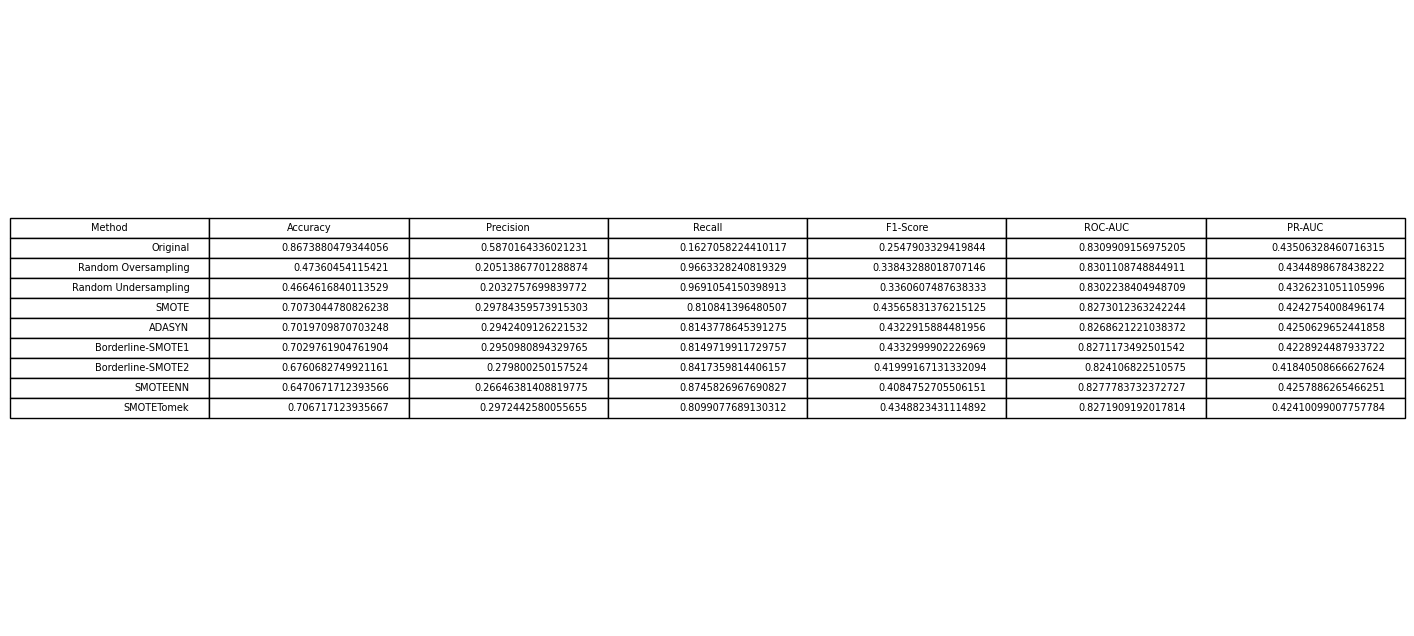 Method Accuracy Precision Recall F1-Score ROC-AUC PR-AUC
Original 0.8673880479344056 0.5870164336021231 0.1627058224410117 0.2547903329419844 0.8309909156975205 0.43506328460716315
Random Oversampling 0.47360454115421 0.20513867701288874 0.9663328240819329 0.33843288018707146 0.8301108748844911 0.4344898678438222
Random Undersampling 0.4664616840113529 0.2032757699839772 0.9691054150398913 0.3360607487638333 0.8302238404948709 0.4326231051105996
SMOTE 0.7073044780826238 0.29784359573915303 0.810841396480507 0.43565831376215125 0.8273012363242244 0.4242754008496174
ADASYN 0.7019709870703248 0.2942409126221532 0.8143778645391275 0.4322915884481956 0.8268621221038372 0.4250629652441858
Borderline-SMOTE1 0.7029761904761904 0.2950980894329765 0.8149719911729757 0.4332999902226969 0.8271173492501542 0.4228924487933722
Borderline-SMOTE2 0.6760682749921161 0.279800250157524 0.8417359814406157 0.41999167131332094 0.824106822510575 0.41840508666627624
SMOTEENN 0.6470671712393566 0.26646381408819775 0.8745826967690827 0.4084752705506151 0.8277783732372727 0.4257886265466251
SMOTETomek 0.706717123935667 0.2972442580055655 0.8099077689130312 0.4348823431114892 0.8271909192017814 0.42410099007757784